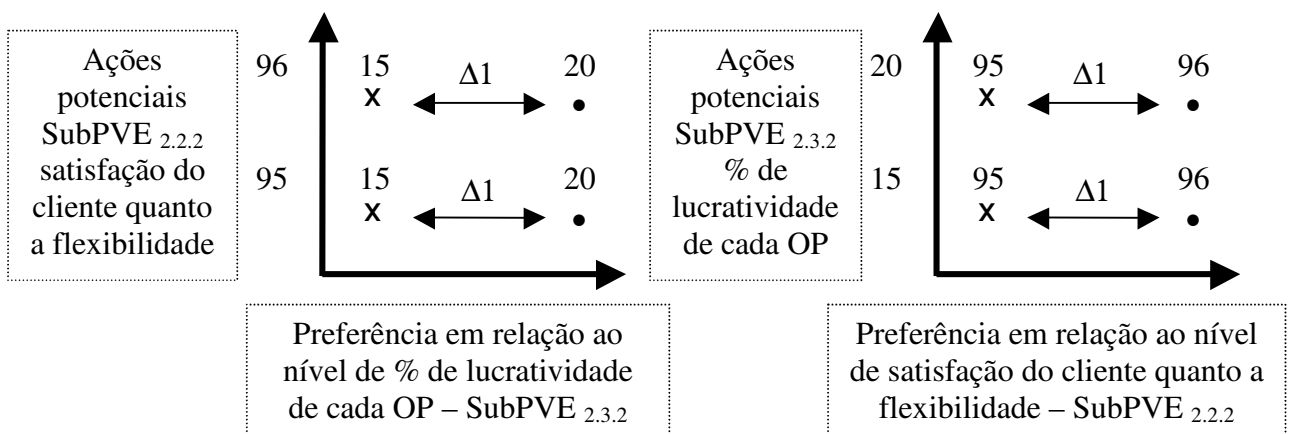 Ações
potenciais
SubPVE 2.2.2
satisfação do
cliente quanto
a flexibilidade
96
15
Δ1
20
x
95
15
Δ1
20
x
Preferência em relação ao
nível de % de lucratividade
de cada OP – SubPVE 2.3.2
Ações
potenciais
SubPVE 2.3.2
% de
lucratividade
de cada OP
20
95
Δ1
96
x
15
95
Δ1
96
x
Preferência em relação ao nível
de satisfação do cliente quanto a
flexibilidade – SubPVE 2.2.2